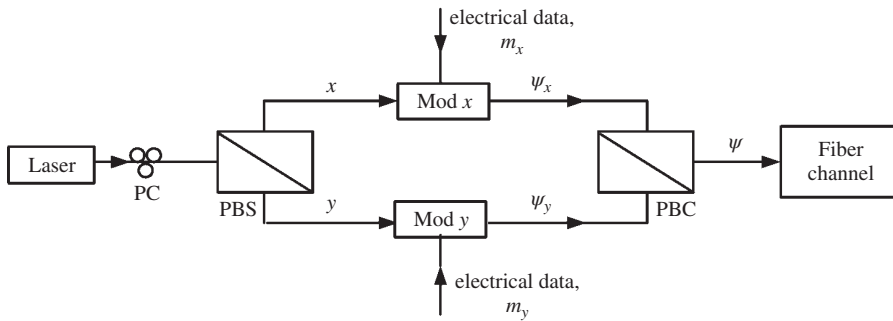 electrical data,
m_x
x
ψ_x
Mod x
Laser
PC
PBS
PBC
ψ
Fiber
channel
y
Mod y
ψ_y
electrical data,
m_y